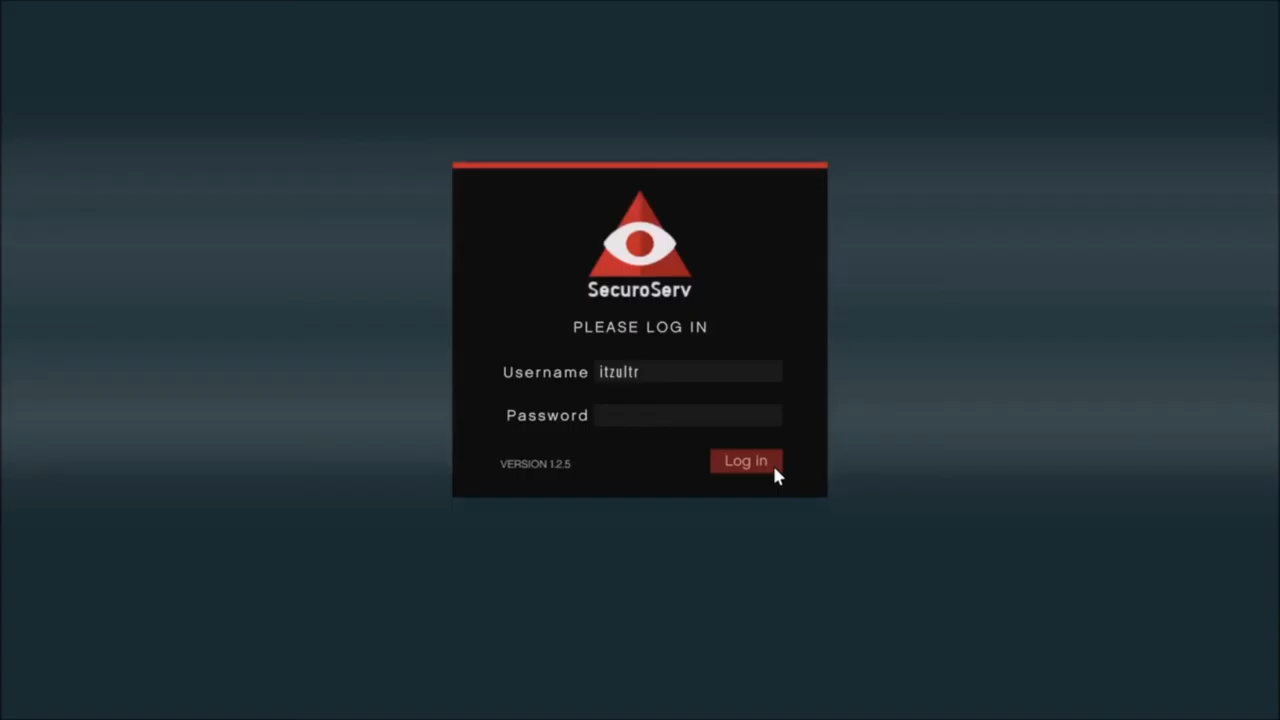 SecuroServ
PLEASE LOG IN
Username itzultr
Password
VERSION 1.2.5 Log in